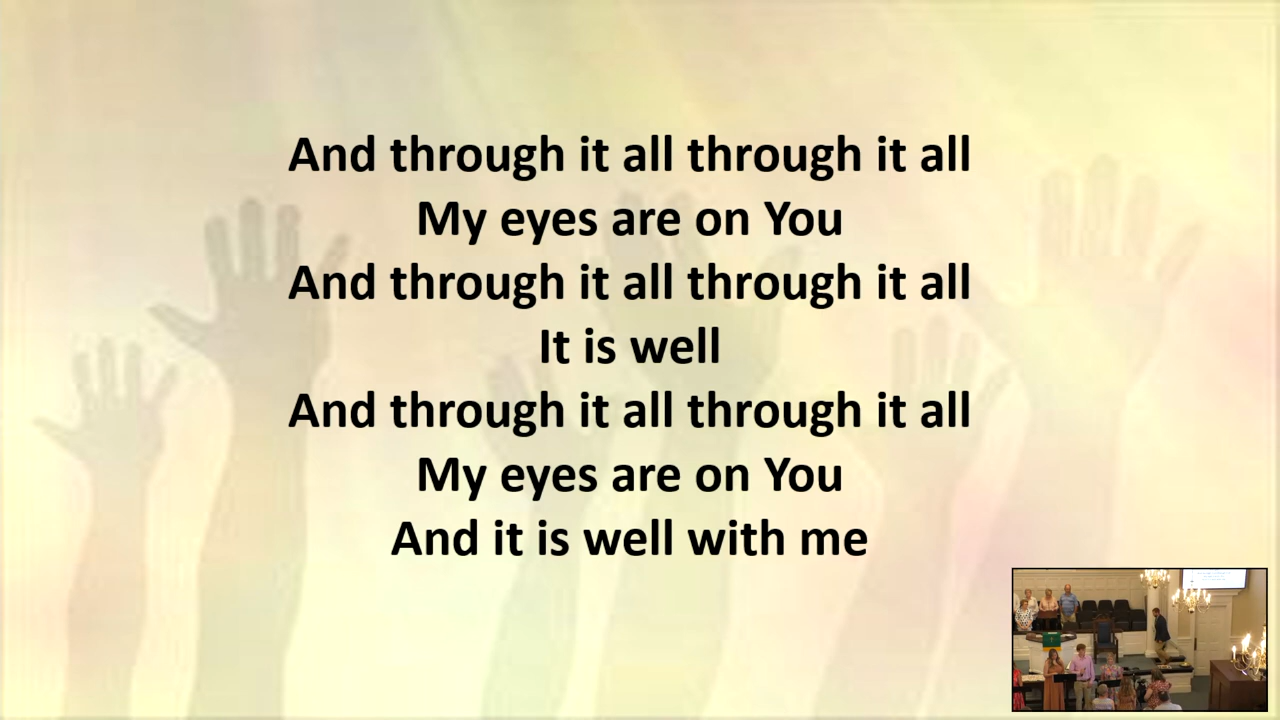 And through it all through it all
My eyes are on You
And through it all through it all
It is well
And through it all through it all
My eyes are on You
And it is well with me